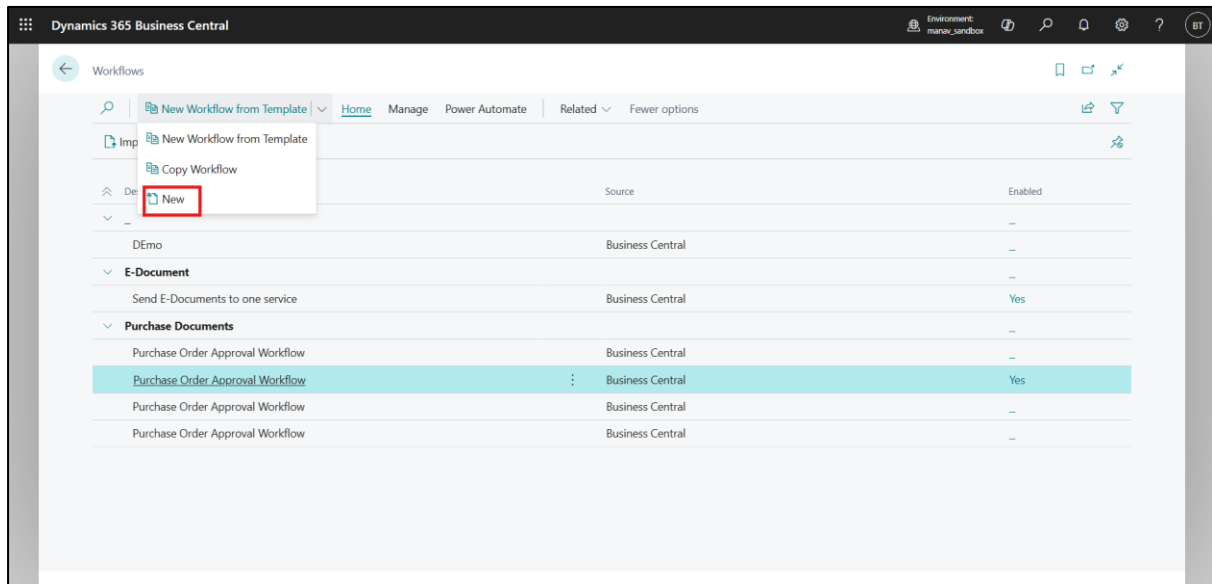 Dynamics 365 Business Central
Environment:
manav_sandbox
?
BT
Workflows
New Workflow from Template
Home
Manage
Power Automate
Related
Fewer options
Imp
New Workflow from Template
Copy Workflow
New
De
Source
Enabled
_
_
DEmo
Business Central
_
E-Document
_
Send E-Documents to one service
Business Central
Yes
Purchase Documents
_
Purchase Order Approval Workflow
Business Central
_
Purchase Order Approval Workflow
Business Central
Yes
Purchase Order Approval Workflow
Business Central
_
Purchase Order Approval Workflow
Business Central
_